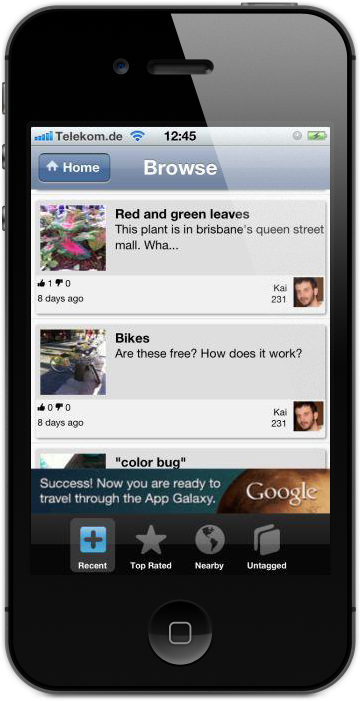 Telekom.de 12:45
Home Browse
Red and green leaves
This plant is in brisbane's queen street
mall. Wha...
1 0
8 days ago
Kai
231
Bikes
Are these free? How does it work?
0 0
8 days ago
Kai
231
"color bug"
Success! Now you are ready to
travel through the App Galaxy.
Google
Recent Top Rated Nearby Untagged